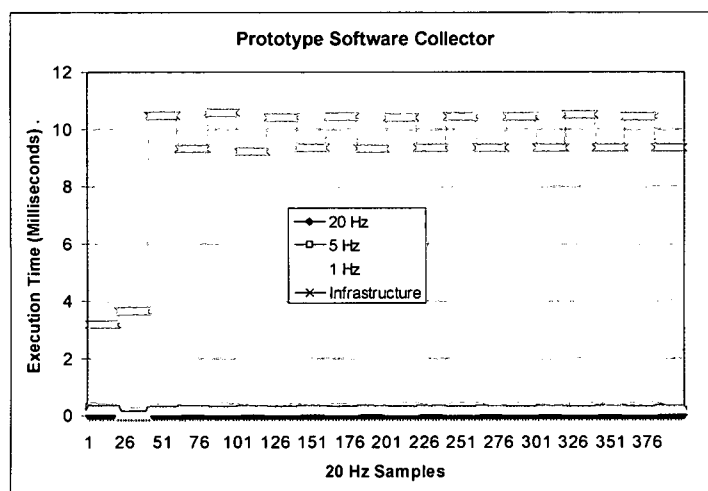 Prototype Software Collector
12
10
8
6
4
2
0
Execution Time (Milliseconds) .
20 Hz
5 Hz
1 Hz
Infrastructure
1 26 51 76 101 126 151 176 201 226 251 276 301 326 351 376
20 Hz Samples